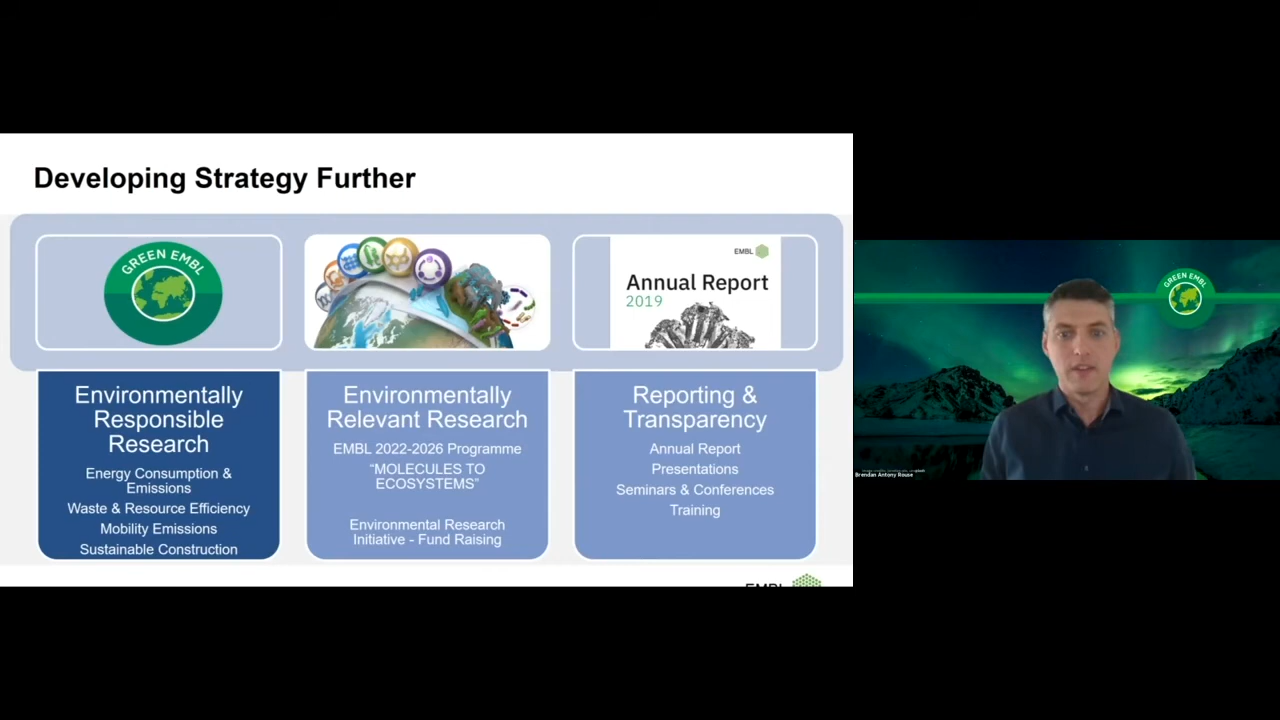 Developing Strategy Further
GREEN EMBL
EMBL
Annual Report
2019
Environmentally
Responsible
Research
Energy Consumption &
Emissions
Waste & Resource Efficiency
Mobility Emissions
Sustainable Construction
Environmentally
Relevant Research
EMBL 2022-2026 Programme
“MOLECULES TO
ECOSYSTEMS”
Environmental Research
Initiative - Fund Raising
Reporting &
Transparency
Annual Report
Presentations
Seminars & Conferences
Training
EMBL
GREEN EMBL
Brendan Antony Rouse